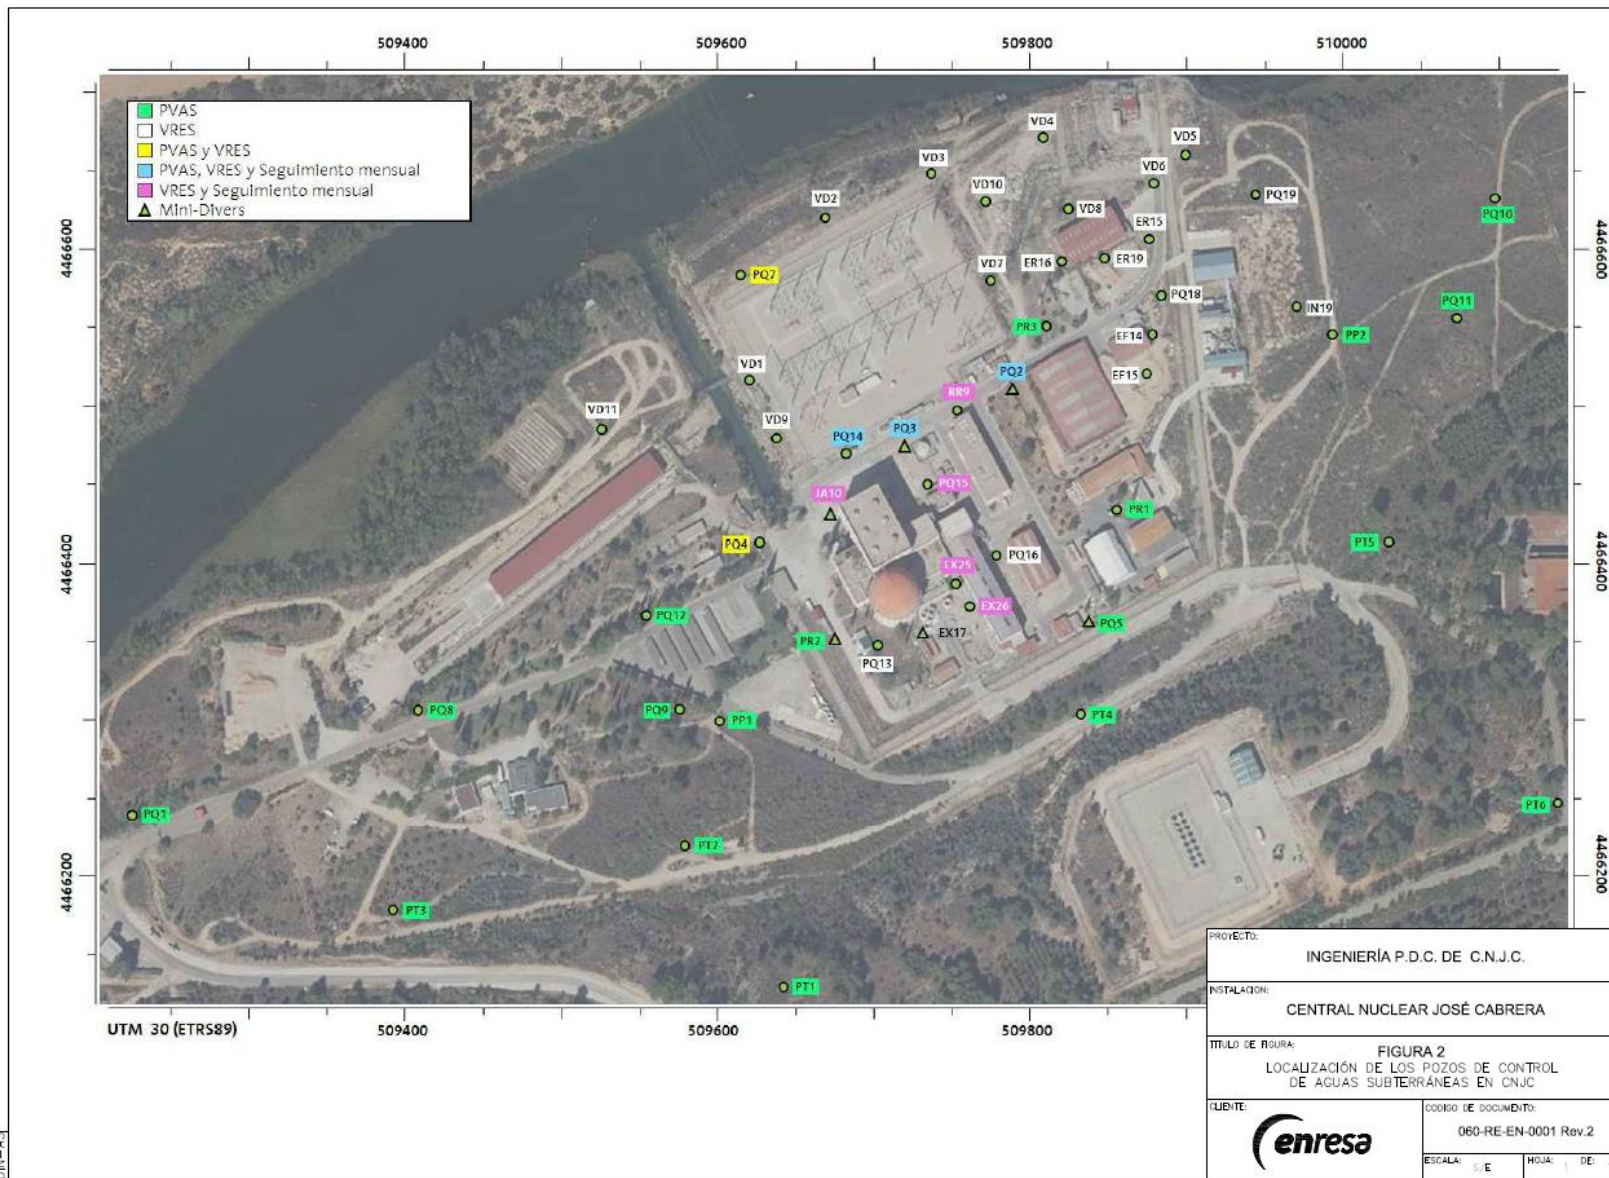 509400 509600 509800 510000
PVAS
VRES
PVAS y VRES
PVAS, VRES y Seguimiento mensual
VRES y Seguimiento mensual
Mini-Divers
VD4
VD5
VD3
VD6
VD10
PQ19
VD2
VD8
PQ10
ER15
4466600
4466600
ER16
ER19
VD7
PQ7
PQ18
IN19
PQ11
PR3
EF14
PP2
VD1
PQ2
EF15
RR9
VD11
VD9
PQ14
PQ3
PQ15
JA10
PR1
PQ4
PT5
PQ16
4466400
4466400
EX25
EX26
PQ12
PQ5
PR2
EX17
PQ13
PQ8
PQ9
PP1
PT4
PQ1
PT6
PT2
4466200
4466200
PT3
PT1
UTM 30 (ETRS89)
509400 509600 509800
PROYECTO:
INGENIERÍA P.D.C. DE C.N.J.C.
INSTALACION:
CENTRAL NUCLEAR JOSÉ CABRERA
TITULO DE FIGURA:
FIGURA 2
LOCALIZACIÓN DE LOS POZOS DE CONTROL
DE AGUAS SUBTERRÁNEAS EN CNJC
CLIENTE:
enresa
CODIGO DE DOCUMENTO:
060-RE-EN-0001 Rev.2
ESCALA: S/E
HOJA: 1 DE: